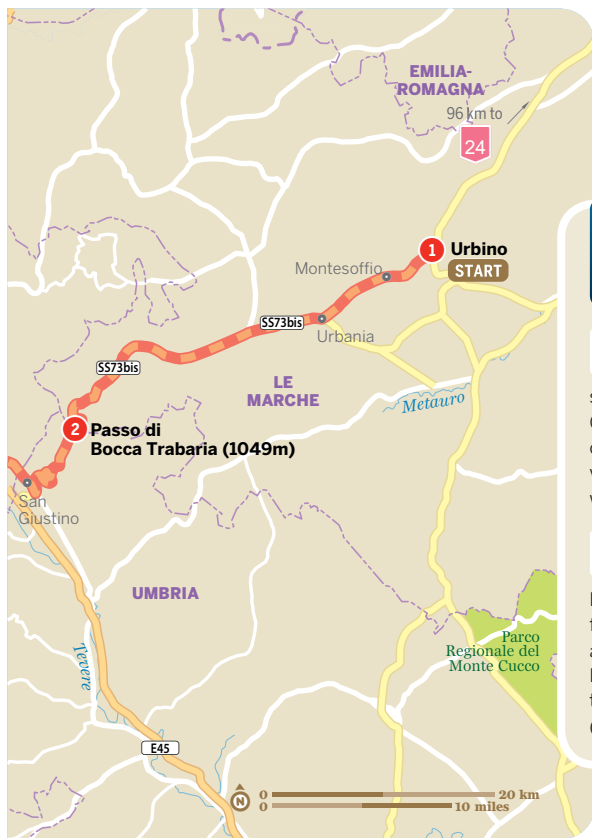 EMILIA-
ROMAGNA
96 km to
24
1 Urbino
START
Montesoffio
SS73bis
Urbania
SS73bis
LE
MARCHE
Metauro
2 Passo di
Bocca Trabaria (1049m)
San
Giustino
UMBRIA
Parco
Regionale del
Monte Cucco
Tevere
E45
N
0 20 km
0 10 miles